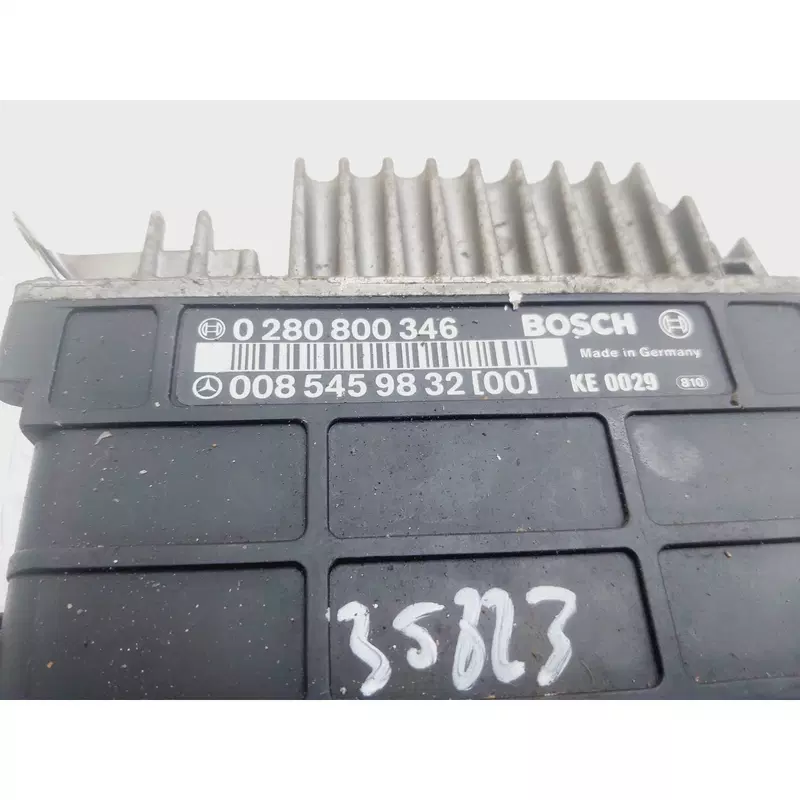 0 280 800 346 BOSCH
Made in Germany
008 545 98 32 [00] KE 0029 810
35823